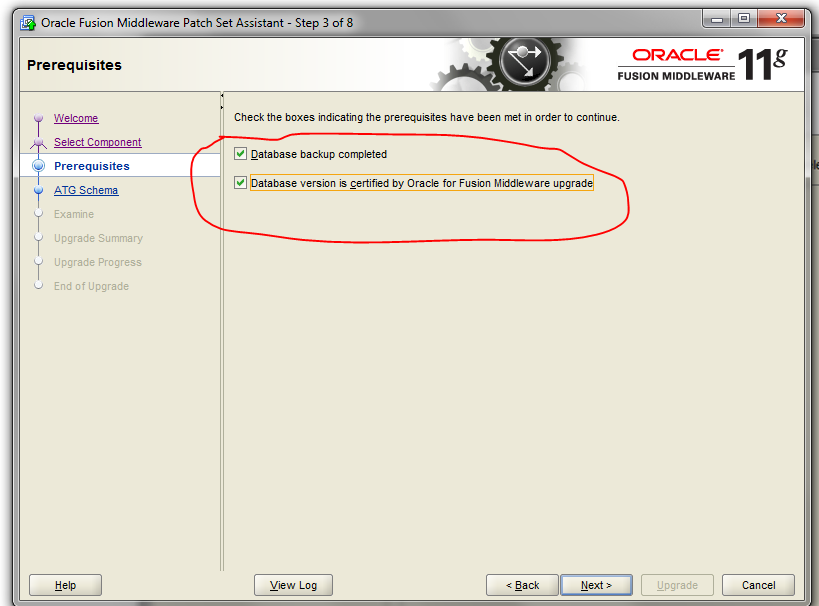 Oracle Fusion Middleware Patch Set Assistant - Step 3 of 8
Prerequisites
ORACLE
FUSION MIDDLEWARE
11g
Welcome
Select Component
Prerequisites
ATG Schema
Examine
Upgrade Summary
Upgrade Progress
End of Upgrade
Check the boxes indicating the prerequisites have been met in order to continue.
Database backup completed
Database version is certified by Oracle for Fusion Middleware upgrade
Help
View Log
< Back
Next >
Upgrade
Cancel